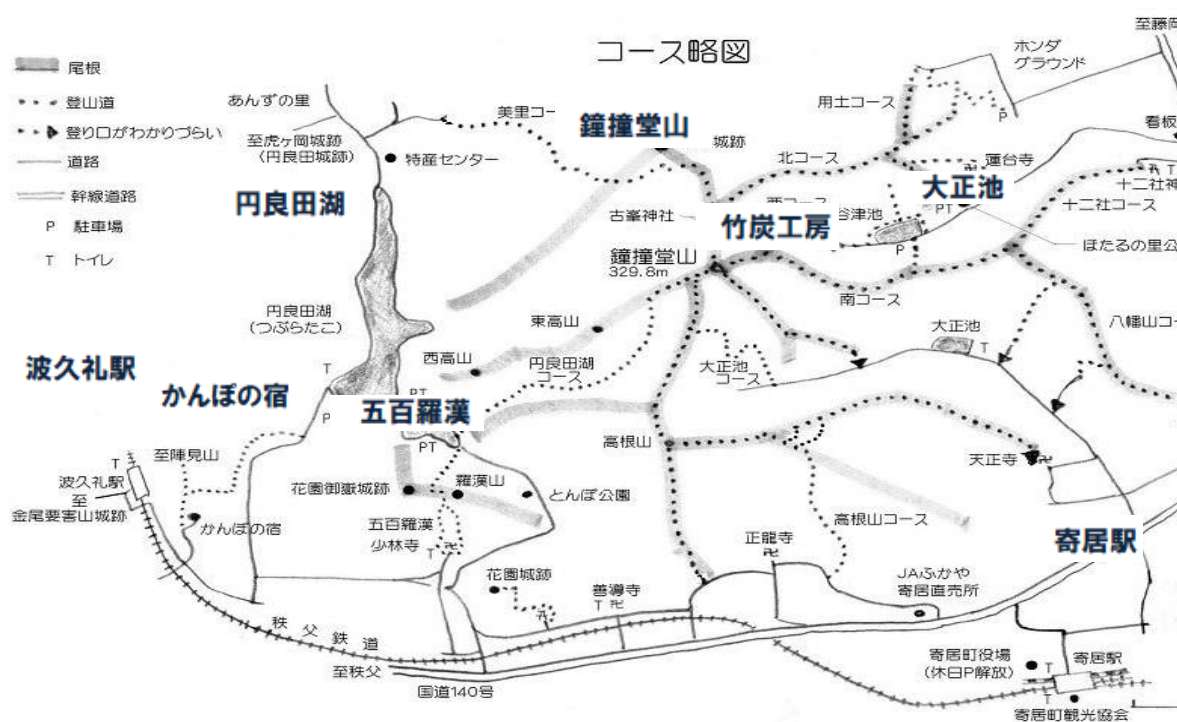 コース略図
尾根
登山道
登り口がわかりづらい
道路
幹線道路
P 駐車場
T トイレ
あんずの里
至虎ヶ岡城跡
(円良田城跡)
特産センター
美里コー
鐘撞堂山
城跡
用土コース
ホンダ
グラウンド
至藤岡
P
北コース
蓮台寺
看板
円良田湖
大正池
十二社神
T
十二社コース
古峯神社
竹炭工房
谷津池
PT
P
ほたるの里公
鐘撞堂山
329.8m
南コース
円良田湖
(つぶらたこ)
東高山
西高山
円良田湖
コース
大正池
コース
大正池
T
八幡山コー
波久礼駅
かんぽの宿
T
P
五百羅漢
PT
PT
高根山
天正寺
至陣見山
T
波久礼駅
至
金尾要害山城跡
かんぽの宿
花園御嶽城跡
羅漢山
とんぼ公園
五百羅漢
少林寺
T
高根山コース
正龍寺
寄居駅
花園城跡
善導寺
T
JAふかや
寄居直売所
秩父鉄道
至秩父
国道140号
寄居町役場
(休日P解放)
T
寄居駅
T
寄居町観光協会